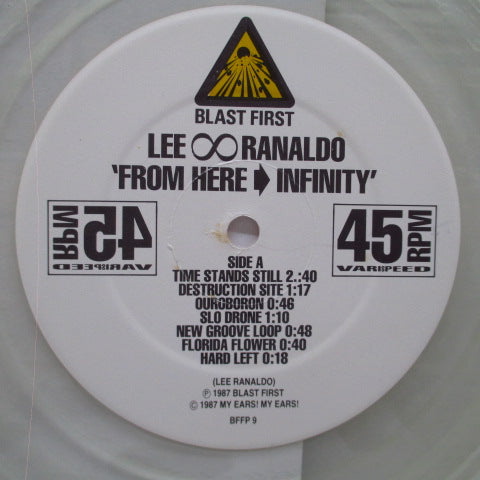 BLAST FIRST
LEE ∞ RANALDO
'FROM HERE ➧ INFINITY'
45 RPM
VARISPEED
45 RPM
VARISPEED
SIDE A
TIME STANDS STILL 2.:40
DESTRUCTION SITE 1:17
OUROBORON 0:46
SLO DRONE 1:10
NEW GROOVE LOOP 0:48
FLORIDA FLOWER 0:40
HARD LEFT 0:18
(LEE RANALDO)
Ⓟ 1987 BLAST FIRST
© 1987 MY EARS! MY EARS!
BFFP 9